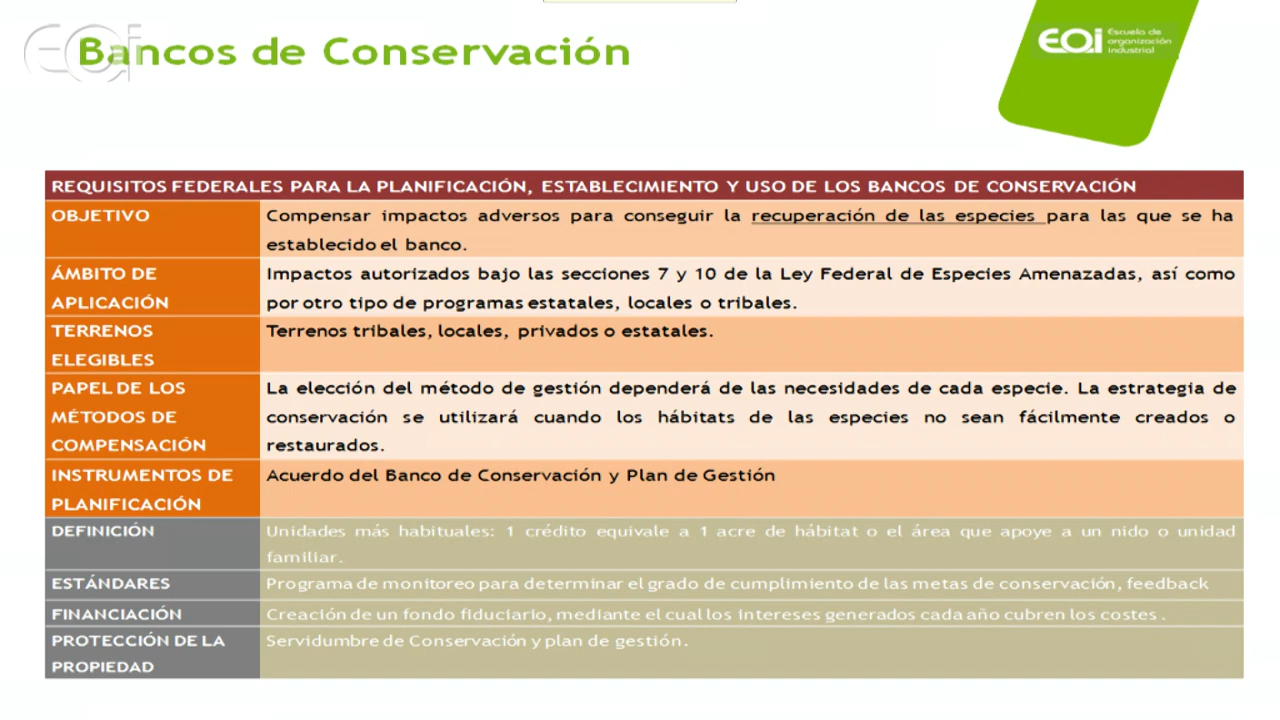 Bancos de Conservación
EOI Escuela de
organización
industrial
REQUISITOS FEDERALES PARA LA PLANIFICACIÓN, ESTABLECIMIENTO Y USO DE LOS BANCOS DE CONSERVACIÓN
OBJETIVO
Compensar impactos adversos para conseguir la recuperación de las especies para las que se ha
establecido el banco.
ÁMBITO DE
APLICACIÓN
Impactos autorizados bajo las secciones 7 y 10 de la Ley Federal de Especies Amenazadas, así como
por otro tipo de programas estatales, locales o tribales.
TERRENOS
ELEGIBLES
Terrenos tribales, locales, privados o estatales.
PAPEL DE LOS
MÉTODOS DE
COMPENSACIÓN
La elección del método de gestión dependerá de las necesidades de cada especie. La estrategia de
conservación se utilizará cuando los hábitats de las especies no sean fácilmente creados o
restaurados.
INSTRUMENTOS DE
PLANIFICACIÓN
Acuerdo del Banco de Conservación y Plan de Gestión
DEFINICIÓN
Unidades más habituales: 1 crédito equivale a 1 acre de hábitat o el área que apoye a un nido o unidad
familiar.
ESTÁNDARES
Programa de monitoreo para determinar el grado de cumplimiento de las metas de conservación, feedback
FINANCIACIÓN
Creación de un fondo fiduciario, mediante el cual los intereses generados cada año cubren los costes .
PROTECCIÓN DE LA
PROPIEDAD
Servidumbre de Conservación y plan de gestión.
eoi